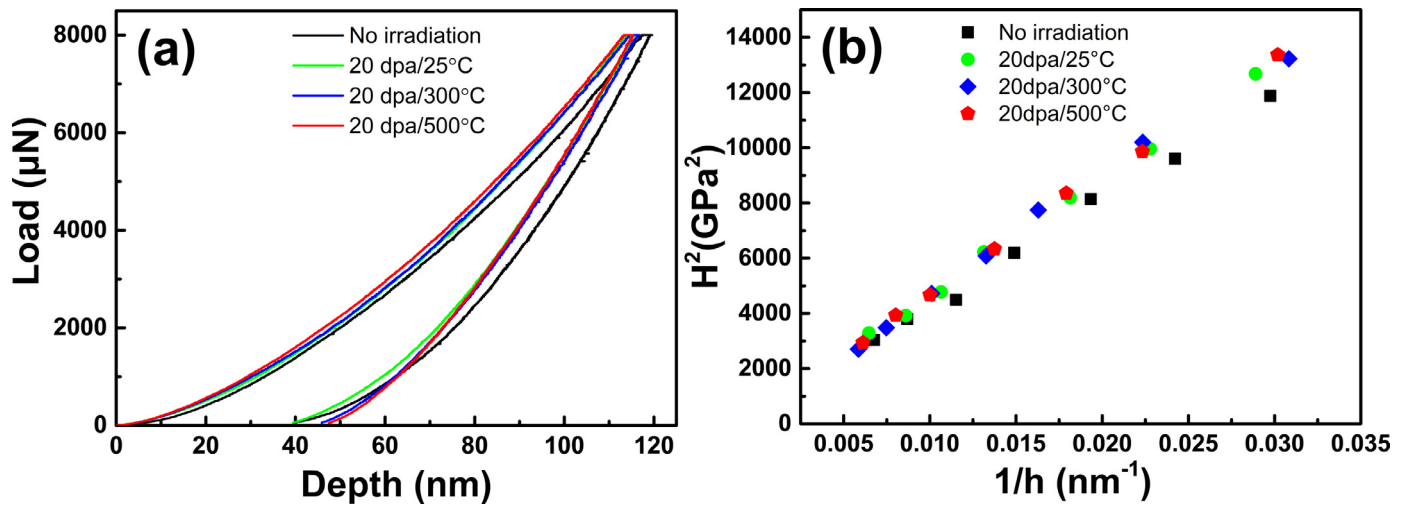 (a)
No irradiation
20 dpa/25°C
20 dpa/300°C
20 dpa/500°C
8000
6000
4000
2000
0
Load (μN)
0 20 40 60 80 100 120
Depth (nm)
(b)
No irradiation
20dpa/25°C
20dpa/300°C
20dpa/500°C
14000
12000
10000
8000
6000
4000
2000
0
H²(GPa²)
0.005 0.010 0.015 0.020 0.025 0.030 0.035
1/h (nm⁻¹)